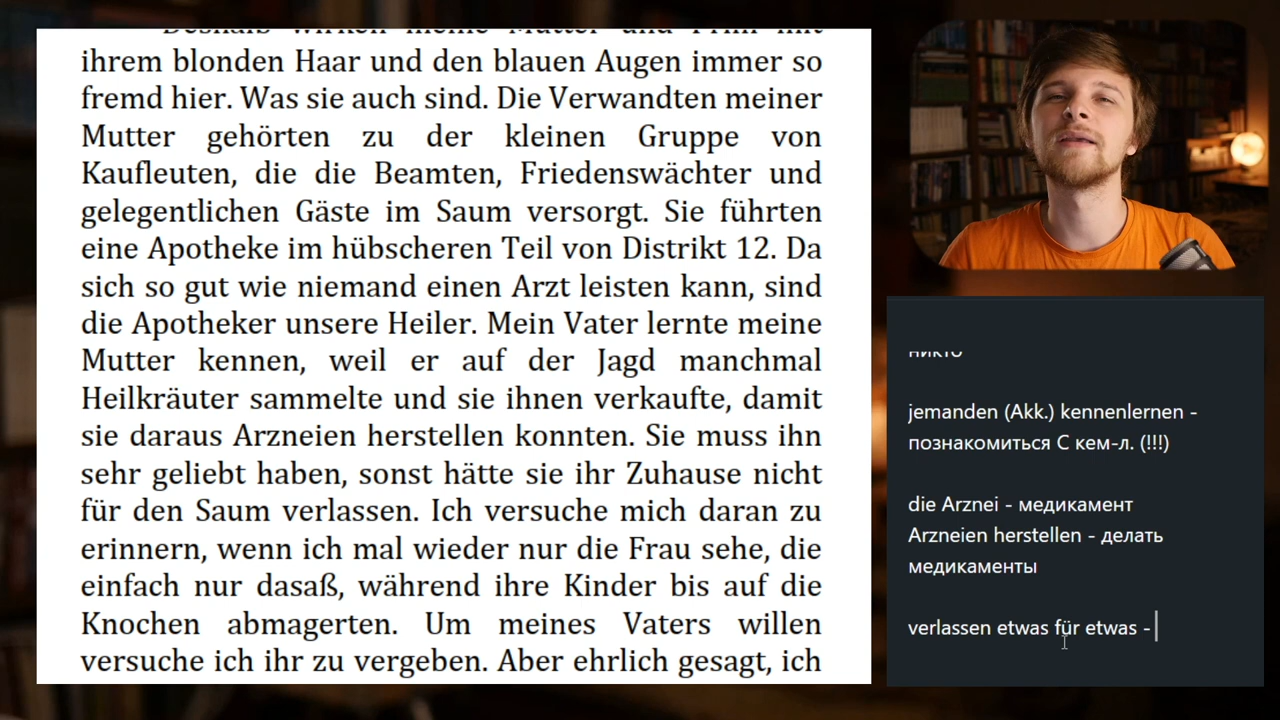 Deshalb wirken meine Mutter und Prim mit
ihrem blonden Haar und den blauen Augen immer so
fremd hier. Was sie auch sind. Die Verwandten meiner
Mutter gehörten zu der kleinen Gruppe von
Kaufleuten, die die Beamten, Friedenswächter und
gelegentlichen Gäste im Saum versorgt. Sie führten
eine Apotheke im hübscheren Teil von Distrikt 12. Da
sich so gut wie niemand einen Arzt leisten kann, sind
die Apotheker unsere Heiler. Mein Vater lernte meine
Mutter kennen, weil er auf der Jagd manchmal
Heilkräuter sammelte und sie ihnen verkaufte, damit
sie daraus Arzneien herstellen konnten. Sie muss ihn
sehr geliebt haben, sonst hätte sie ihr Zuhause nicht
für den Saum verlassen. Ich versuche mich daran zu
erinnern, wenn ich mal wieder nur die Frau sehe, die
einfach nur dasaß, während ihre Kinder bis auf die
Knochen abmagerten. Um meines Vaters willen
versuche ich ihr zu vergeben. Aber ehrlich gesagt, ich
никто
jemanden (Akk.) kennenlernen -
познакомиться С кем-л. (!!!)
die Arznei - медикамент
Arzneien herstellen - делать
медикаменты
verlassen etwas für etwas -